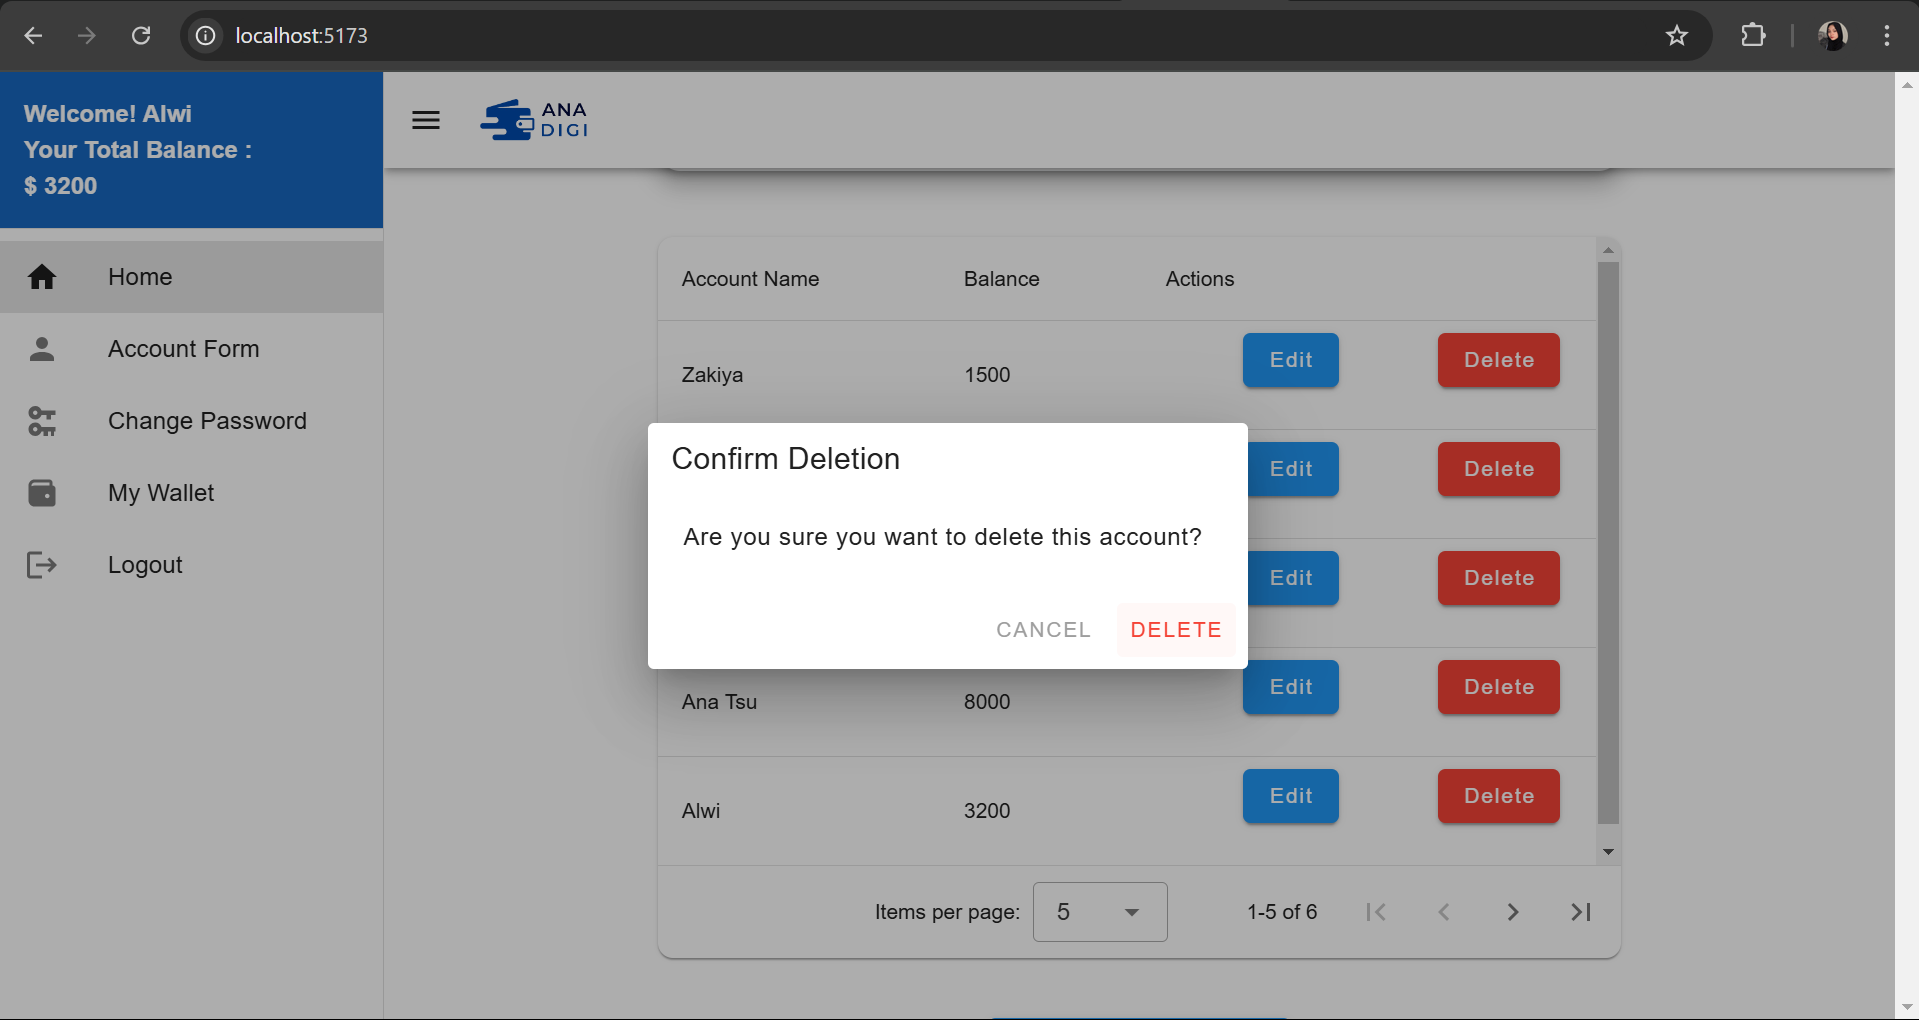 localhost:5173
Welcome! Alwi
Your Total Balance :
$ 3200
Home
Account Form
Change Password
My Wallet
Logout
ANA
DIGI
Account Name Balance Actions
Zakiya 1500 Edit Delete
Edit Delete
Confirm Deletion
Are you sure you want to delete this account?
Edit Delete
CANCEL DELETE
Ana Tsu 8000 Edit Delete
Alwi 3200 Edit Delete
Items per page: 5 1-5 of 6